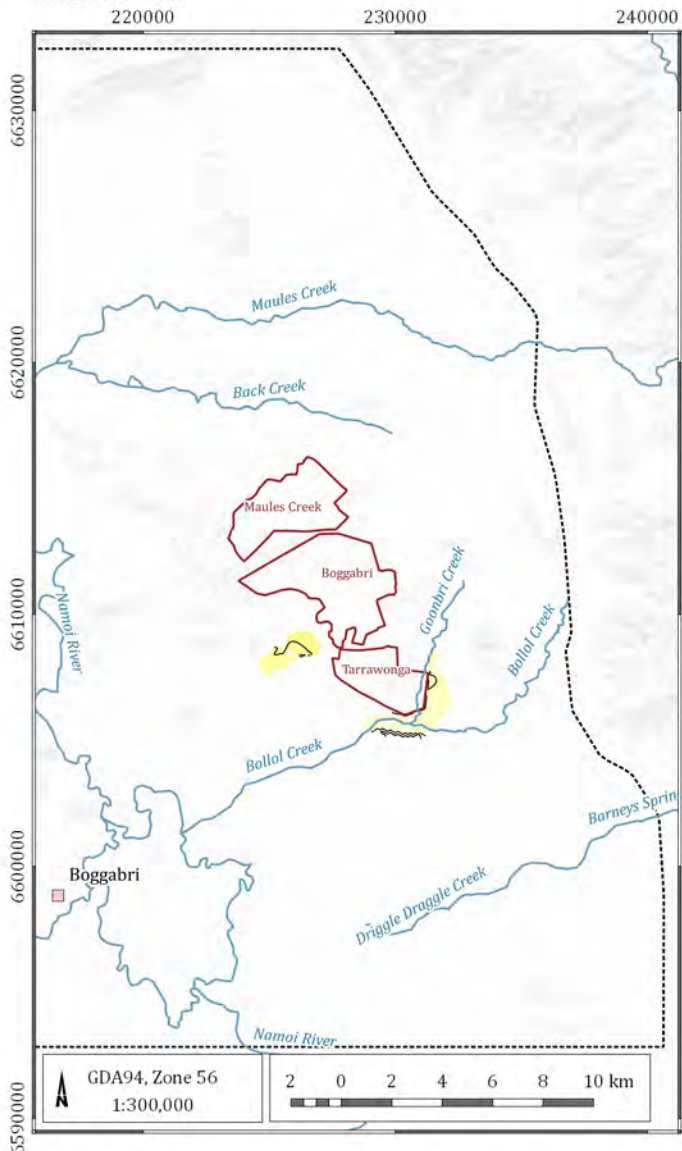 220000
230000
240000
6630000
Maules Creek
6620000
Back Creek
Maules Creek
Boggabri
Goonbri Creek
6610000
Namoi River
Bollol Creek
Tarrawonga
Bollol Creek
Barneys Sprin
6600000
Boggabri
Driggle Draggle Creek
Namoi River
GDA94, Zone 56
1:300,000
2 0 2 4 6 8 10 km
6590000